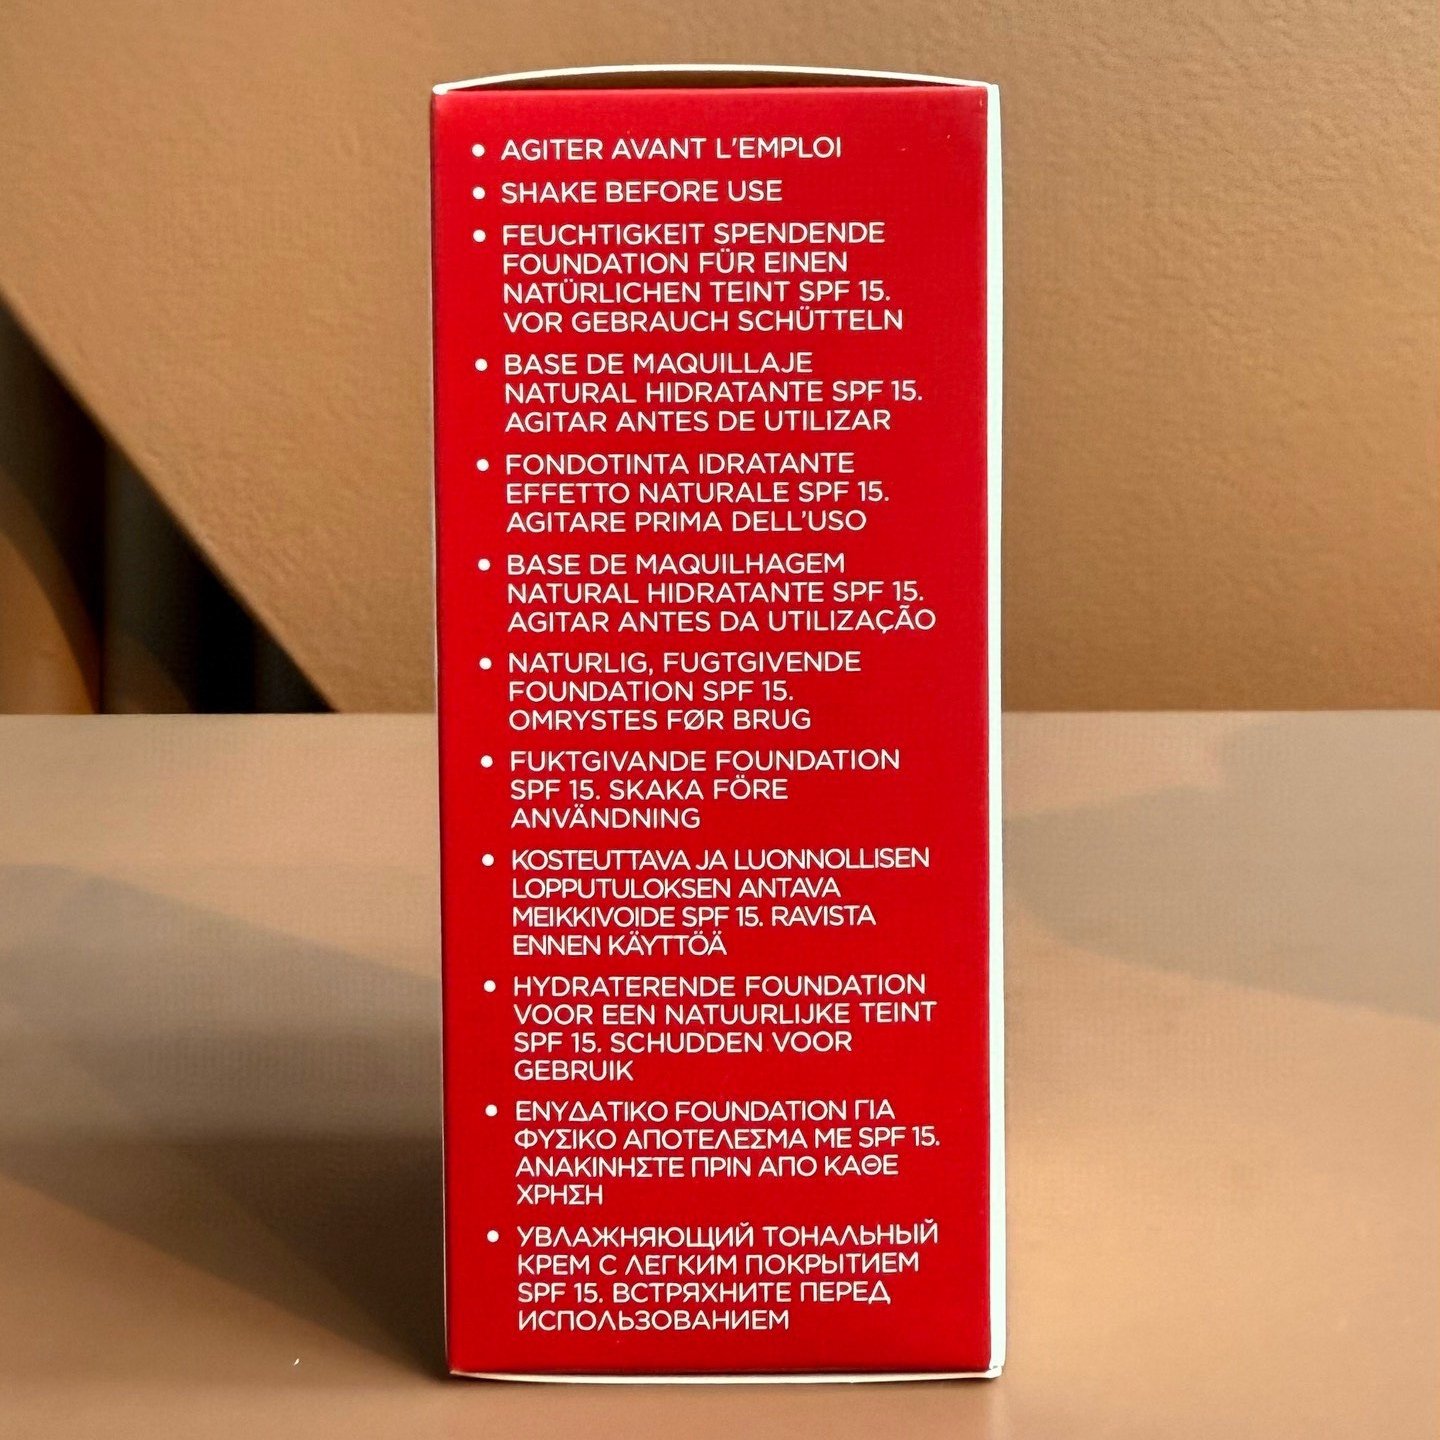 • AGITER AVANT L'EMPLOI
• SHAKE BEFORE USE
• FEUCHTIGKEIT SPENDENDE
FOUNDATION FÜR EINEN
NATÜRLICHEN TEINT SPF 15.
VOR GEBRAUCH SCHÜTTELN
• BASE DE MAQUILLAJE
NATURAL HIDRATANTE SPF 15.
AGITAR ANTES DE UTILIZAR
• FONDOTINTA IDRATANTE
EFFETTO NATURALE SPF 15.
AGITARE PRIMA DELL'USO
• BASE DE MAQUILHAGEM
NATURAL HIDRATANTE SPF 15.
AGITAR ANTES DA UTILIZAÇÃO
• NATURLIG, FUGTGIVENDE
FOUNDATION SPF 15.
OMRYSTES FØR BRUG
• FUKTGIVANDE FOUNDATION
SPF 15. SKAKA FÖRE
ANVÄNDNING
• KOSTEUTTAVA JA LUONNOLLISEN
LOPPUTULOKSEN ANTAVA
MEIKKIVOIDE SPF 15. RAVISTA
ENNEN KÄYTTÖÄ
• HYDRATERENDE FOUNDATION
VOOR EEN NATUURLIJKE TEINT
SPF 15. SCHUDDEN VOOR
GEBRUIK
• ΕΝΥΔΑΤΙΚΟ FOUNDATION ΓΙΑ
ΦΥΣΙΚΟ ΑΠΟΤΕΛΕΣΜΑ ΜΕ SPF 15.
ΑΝΑΚΙΝΗΣΤΕ ΠΡΙΝ ΑΠΟ ΚΑΘΕ
ΧΡΗΣΗ
• УВЛАЖНЯЮЩИЙ ТОНАЛЬНЫЙ
КРЕМ С ЛЕГКИМ ПОКРЫТИЕМ
SPF 15. ВСТРЯХНИТЕ ПЕРЕД
ИСПОЛЬЗОВАНИЕМ